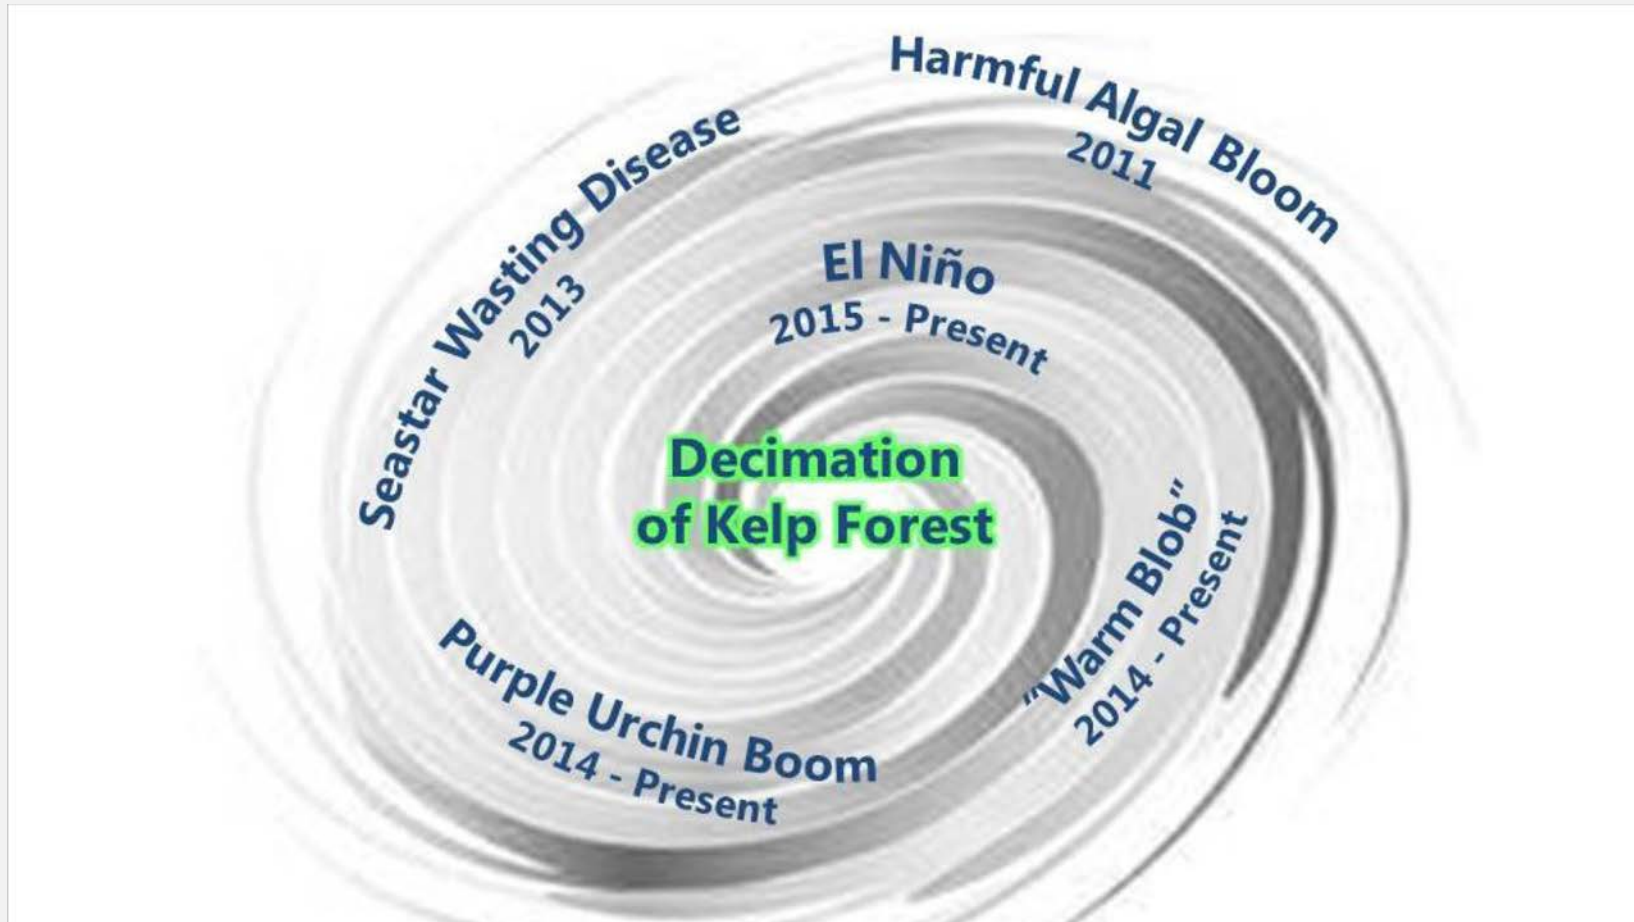 Harmful Algal Bloom
2011
Seastar Wasting Disease
2013
El Niño
2015 - Present
Decimation
of Kelp Forest
"Warm Blob"
2014 - Present
Purple Urchin Boom
2014 - Present